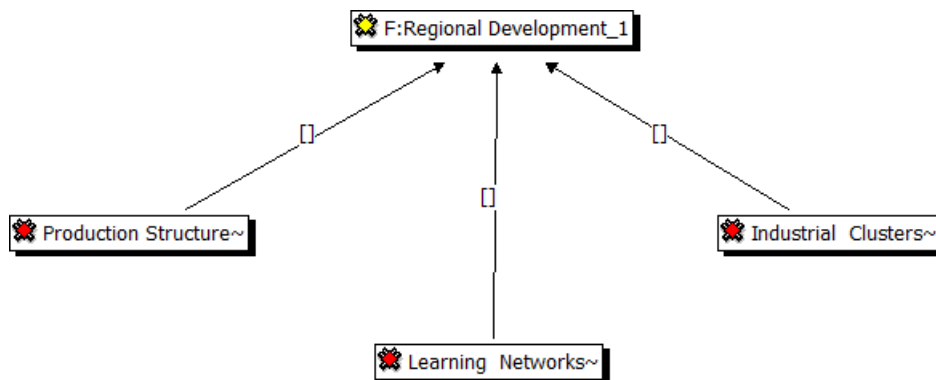 F:Regional Development_1
[]
[]
[]
Production Structure~
Industrial Clusters~
Learning Networks~